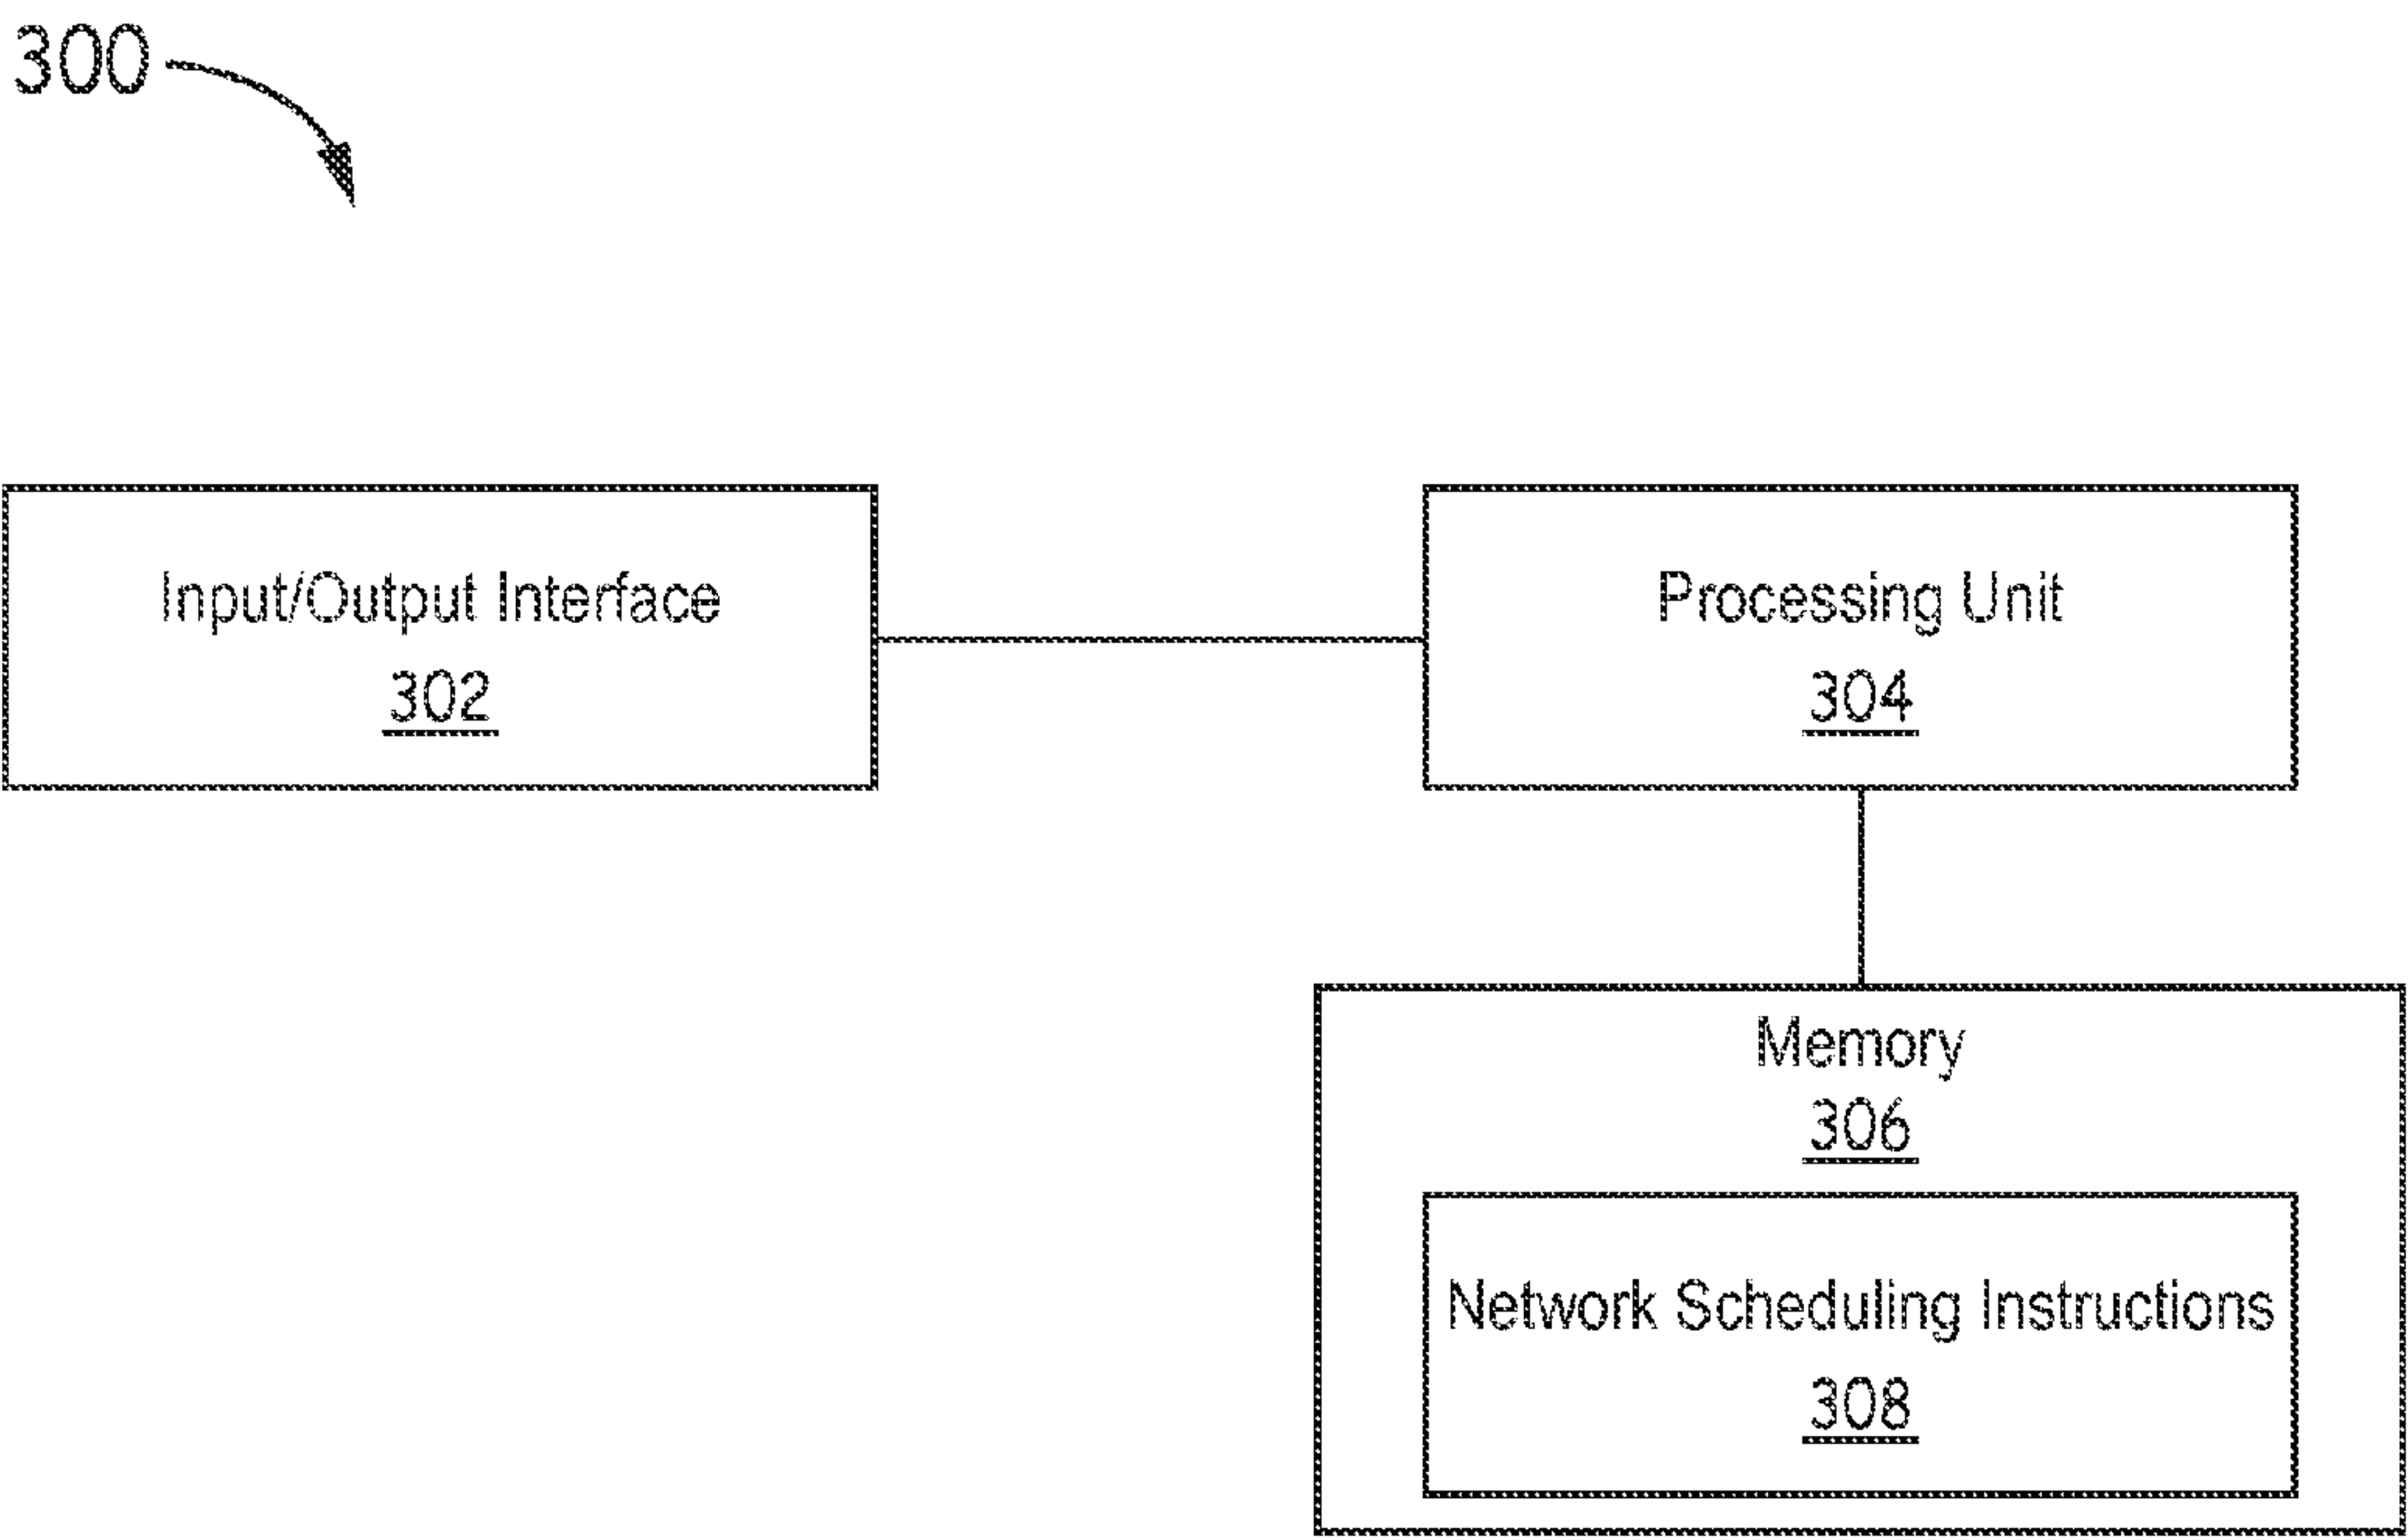 300
Input/Output Interface
302
Processing Unit
304
Memory
306
Network Scheduling Instructions
308